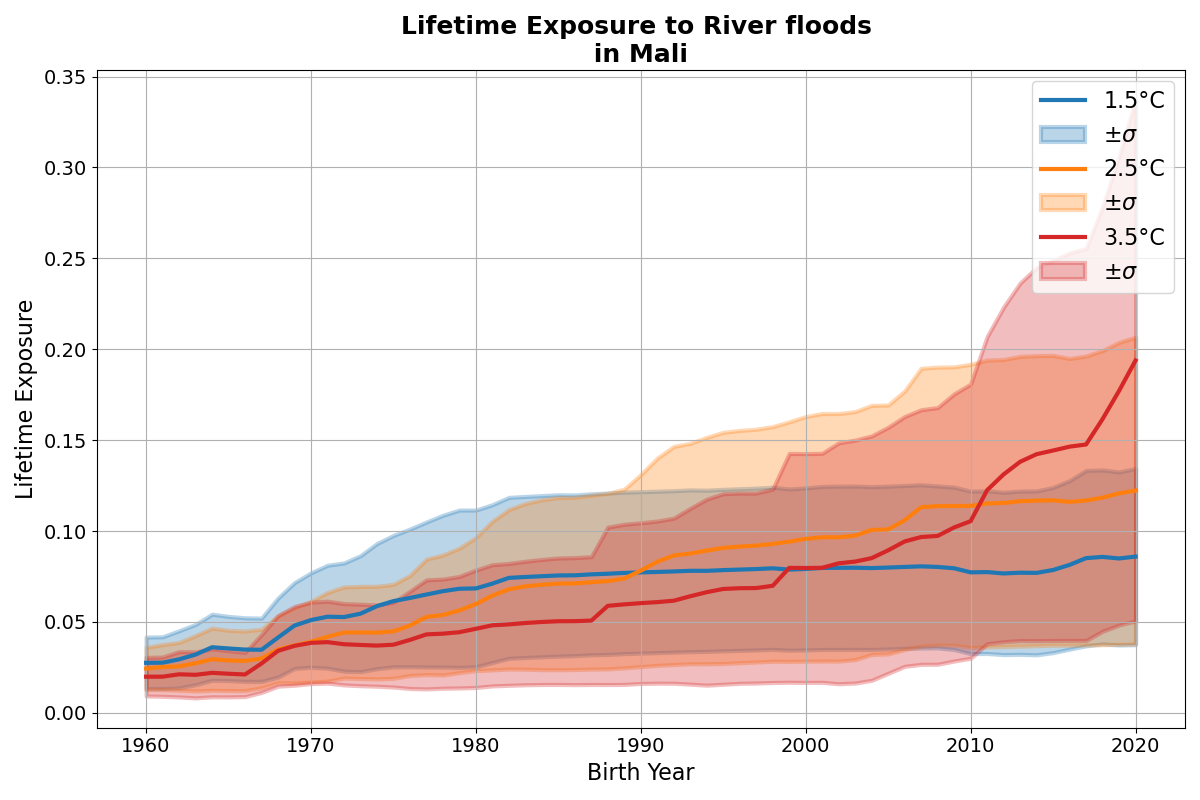 Lifetime Exposure to River floods
in Mali
0.35
0.30
0.25
0.20
0.15
0.10
0.05
0.00
Lifetime Exposure
1960 1970 1980 1990 2000 2010 2020
Birth Year
1.5°C
±σ
2.5°C
±σ
3.5°C
±σ